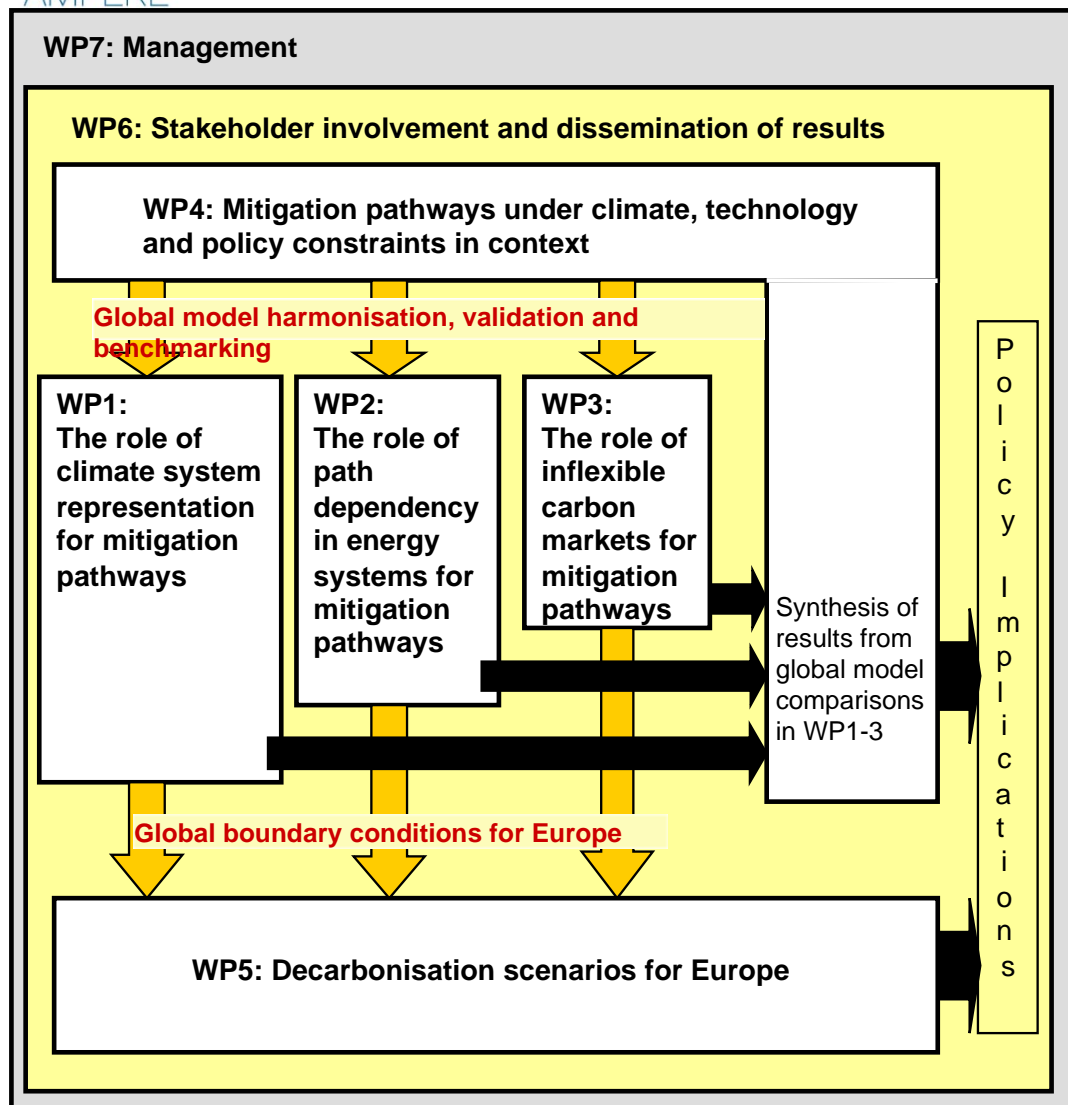 AMPERE
WP7: Management
WP6: Stakeholder involvement and dissemination of results
WP4: Mitigation pathways under climate, technology
and policy constraints in context
Global model harmonisation, validation and
benchmarking
WP1:
The role of
climate system
representation
for mitigation
pathways
WP2:
The role of
path
dependency
in energy
systems for
mitigation
pathways
WP3:
The role of
inflexible
carbon
markets for
mitigation
pathways
Synthesis of
results from
global model
comparisons
in WP1-3
Policy Implications
Global boundary conditions for Europe
WP5: Decarbonisation scenarios for Europe